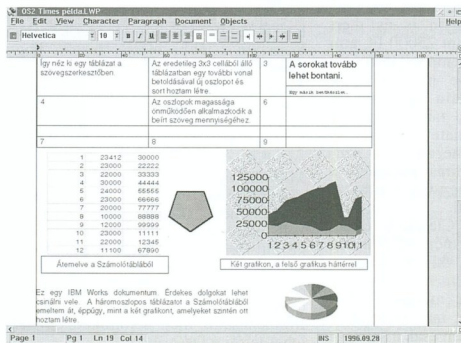 OS2 Times példa.LWP
File Edit View Character Paragraph Document Objects Help
Helvetica 10 B I U
Így néz ki egy táblázat a
szövegszerkesztőben
Az eredetileg 3x3 cellából álló
táblázatban egy további vonal
betoldásával új oszlopot és
sort hoztam létre.
3
A sorokat tovább
lehet bontani.
Egy másik betűtípussal.
4
Az oszlopok magassága
önműködően alkalmazkodik a
beírt szöveg mennyiségéhez.
6
7 8 9
1 23412 30000
2 23000 22222
3 22000 33333
4 30000 44444
5 24000 55555
6 23000 66666
7 20000 77777
8 10000 88888
9 12000 99999
10 23000 11111
11 22000 12345
12 11100 67890
125000
100000
75000
50000
25000
0
1 2 3 4 5 6 7 8 9 10 1
Átemelve a Számolótáblából
Két grafikon, a felső grafikus háttérrel
Ez egy IBM Works dokumentum. Érdekes dolgokat lehet
csinálni vele. A háromoszlopos táblázatot a Számolótáblából
emeltem át, éppúgy, mint a két grafikont, amelyeket szintén ott
hoztam létre
Page 1 Pg 1 Ln 19 Col 14 INS 1996.09.28